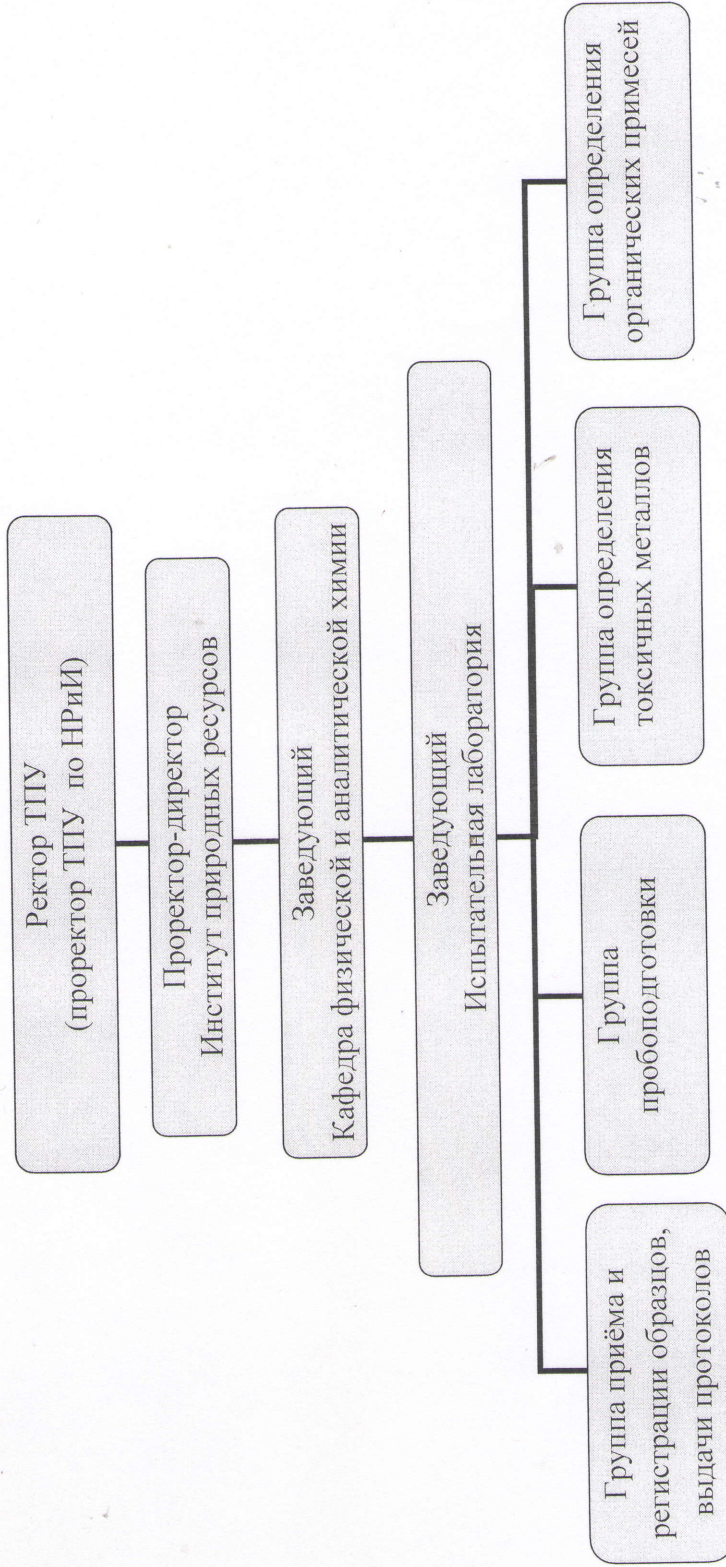 Ректор ТПУ
(проректор ТПУ по НРиИ)
Проректор-директор
Институт природных ресурсов
Заведующий
Кафедра физической и аналитической химии
Заведующий
Испытательная лаборатория
Группа приёма и
регистрации образцов,
выдачи протоколов
Группа
пробоподготовки
Группа определения
токсичных металлов
Группа определения
органических примесей